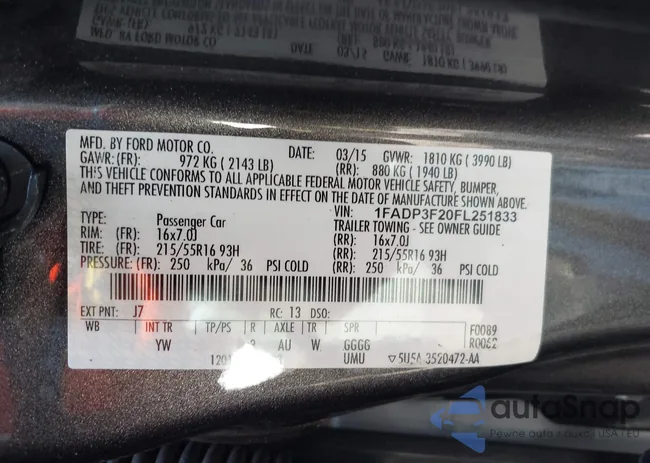 MFD. BY FORD MOTOR CO.
DATE: 03/15 GVWR: 1810 KG ( 3990 LB)
GAWR: (FR): 972 KG ( 2143 LB) (RR): 880 KG ( 1940 LB)
THIS VEHICLE CONFORMS TO ALL APPLICABLE FEDERAL MOTOR VEHICLE SAFETY, BUMPER,
AND THEFT PREVENTION STANDARDS IN EFFECT ON THE DATE OF MANUFACTURE SHOWN ABOVE.
VIN: 1FADP3F20FL251833
TYPE: Passenger Car TRAILER TOWING - SEE OWNER GUIDE
RIM: (FR): 16x7.0J (RR): 16x7.0J
TIRE: (FR): 215/55R16 93H (RR): 215/55R16 93H
PRESSURE: (FR): 250 kPa/ 36 PSI COLD (RR): 250 kPa/ 36 PSI COLD
EXT PNT: J7 RC: 13 DSO:
WB INT TR TP/PS R AXLE TR SPR F0089
YW AU W. GGGG
UMU
autoSnap
Pewne auta z aukcji USA i EU